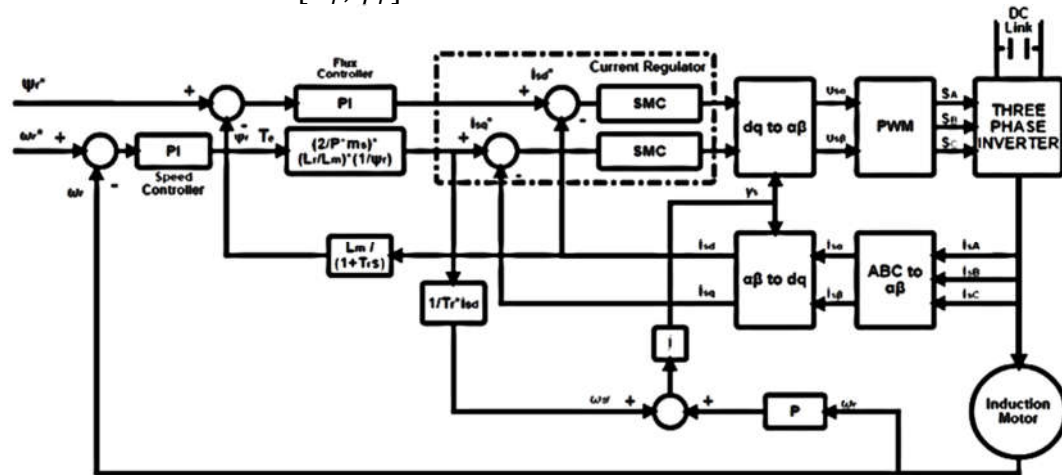 DC
Link
Flux
Controller
Current Regulator
Ψr*
+
-
PI
isd*
+
-
SMC
dq to αβ
Usα
Usβ
PWM
SA
SB
SC
THREE
PHASE
INVERTER
ωr*
+
-
PI
Speed
Controller
ωr
ψr
Te
(2/P*ms)*
(Lr/Lm)*(1/ψr)
isq*
+
-
SMC
γs
Lm /
(1+Trs)
isd
isq
αβ to dq
isα
isβ
ABC to
αβ
isA
isB
isC
1/Tr*isd
∫
+
+
P
ωr
Induction
Motor